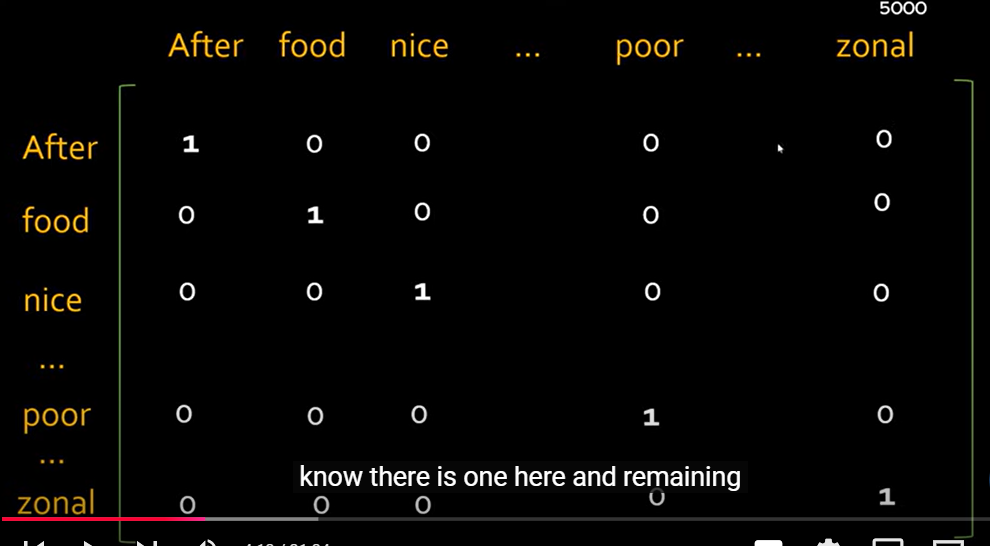 5000
After food nice ... poor ... zonal
After 1 0 0 0 0
food 0 1 0 0 0
nice 0 0 1 0 0
...
poor 0 0 0 1 0
...
know there is one here and remaining
zonal 0 0 0 0 1